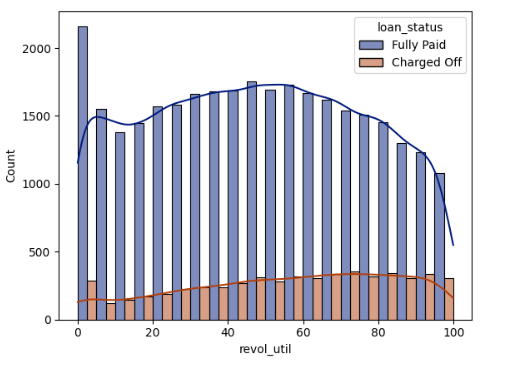 loan_status
Fully Paid
Charged Off
2000
1500
1000
500
0
Count
0 20 40 60 80 100
revol_util